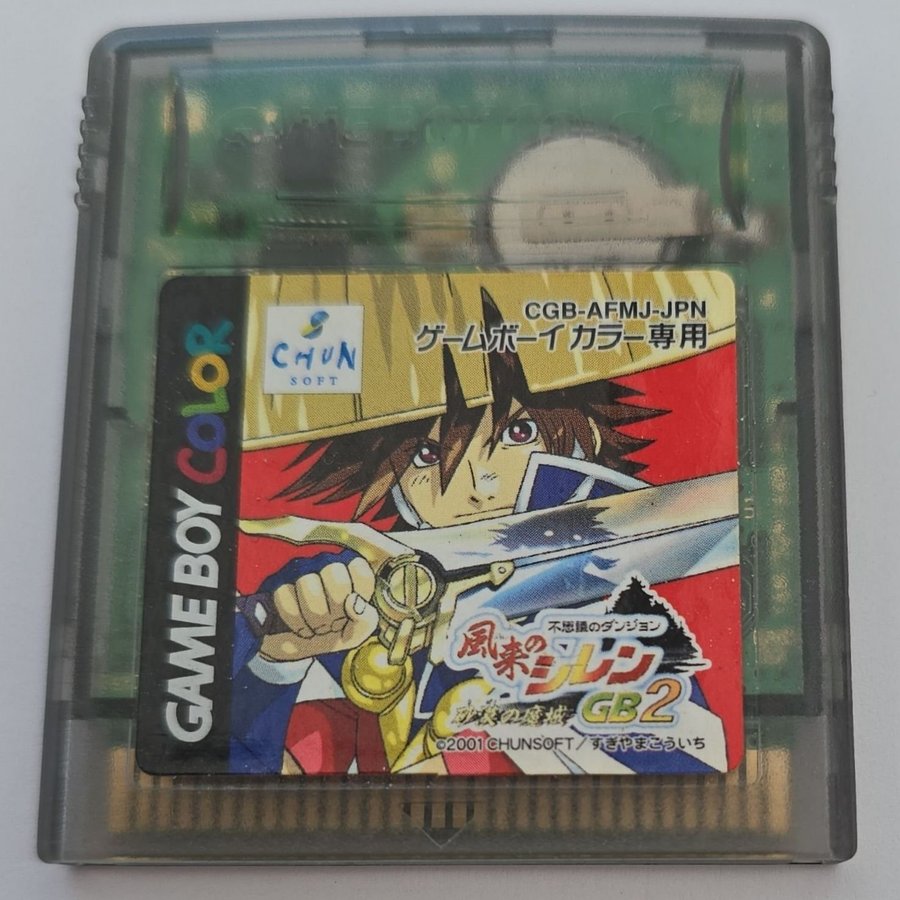 GAME BOY COLOR
CHUN
SOFT
CGB-AFMJ-JPN
ゲームボーイ カラー専用
不思議のダンジョン
風来の
シレン
GB2
砂漠の魔城
©2001 CHUNSOFT/すぎやまこういち